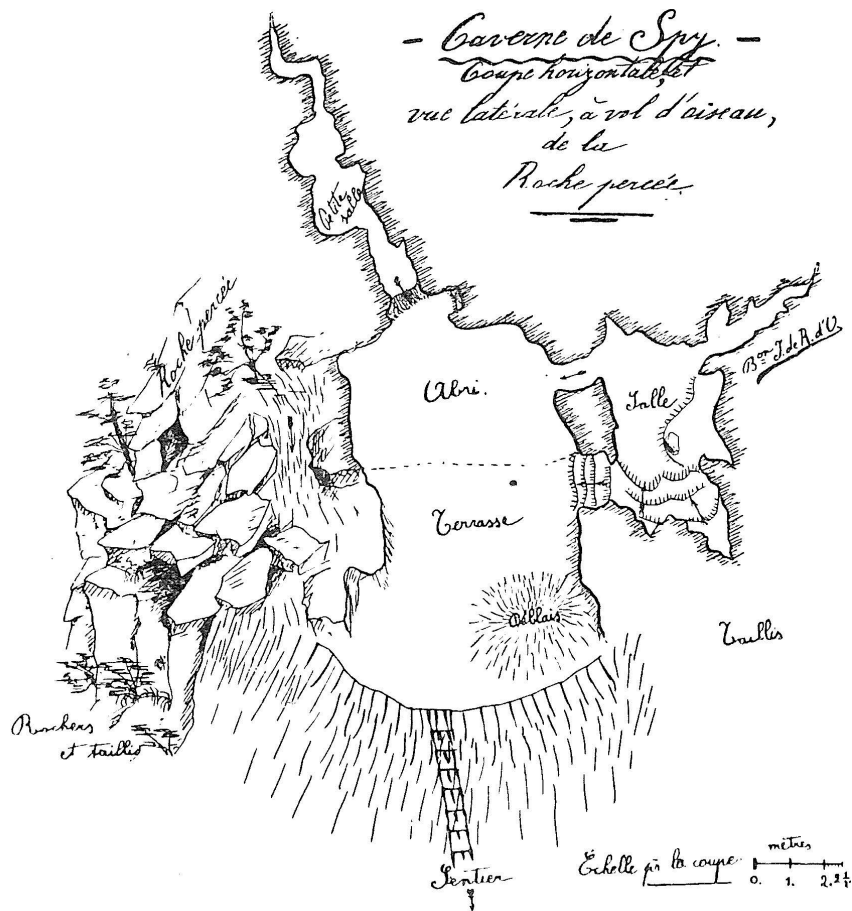 - Caverne de Spy. -
Coupe horizontale, et
vue latérale, à vol d'oiseau,
de la
Roche percée.
Petite
salle
Roche percée
Bon J. de R. d'O.
Abri.
Salle
Terrasse
Déblais
Taillis
Rochers
et taillis
Sentier
Echelle pr la coupe.
mètres
0. 1. 2. 2½.